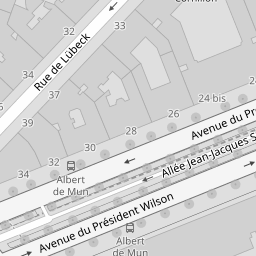 Rue de Lübeck
34
32
33
37
39
24 bis
26
28
30
32
34
Avenue du Pr
Allée Jean-Jacques S
Albert
de Mun
Avenue du Président Wilson
Albert
de Mun